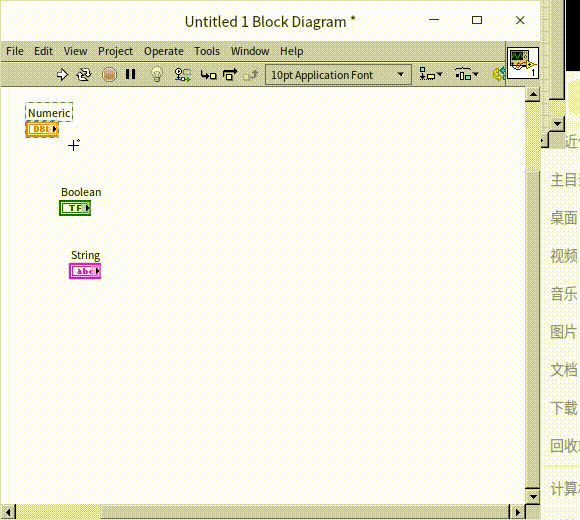 Untitled 1 Block Diagram *
File Edit View Project Operate Tools Window Help
10pt Application Font
1
Numeric
DBL
Boolean
TF
String
abc
主目
桌面
视频
音乐
图片
文档
下载
回收
计算